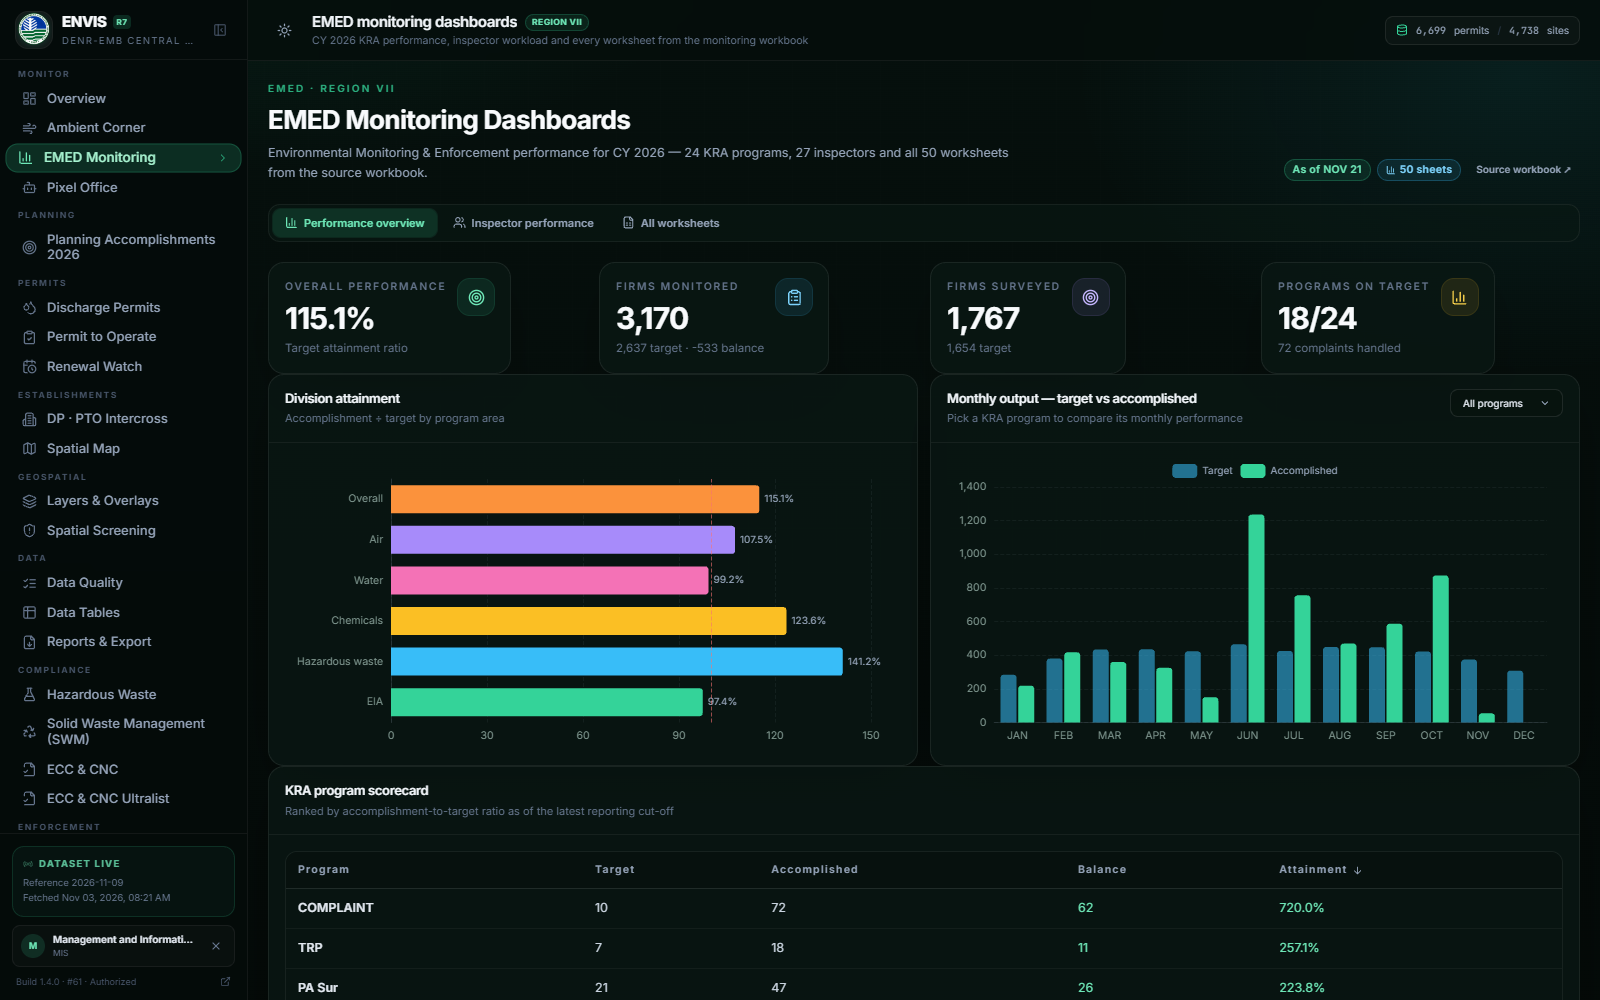 ENVIS R7
DENR-EMB CENTRAL ...
MONITOR
Overview
Ambient Corner
EMED Monitoring
Pixel Office
PLANNING
Planning Accomplishments
2026
PERMITS
Discharge Permits
Permit to Operate
Renewal Watch
ESTABLISHMENTS
DP · PTO Intercross
Spatial Map
GEOSPATIAL
Layers & Overlays
Spatial Screening
DATA
Data Quality
Data Tables
Reports & Export
COMPLIANCE
Hazardous Waste
Solid Waste Management
(SWM)
ECC & CNC
ECC & CNC Ultralist
ENFORCEMENT
DATASET LIVE
Reference 2026-11-09
Fetched Nov 03, 2026, 08:21 AM
M Management and Informati...
MIS
Build 1.4.0 · #61 · Authorized
EMED monitoring dashboards REGION VII
CY 2026 KRA performance, inspector workload and every worksheet from the monitoring workbook
6,699 permits / 4,738 sites
EMED · REGION VII
EMED Monitoring Dashboards
Environmental Monitoring & Enforcement performance for CY 2026 — 24 KRA programs, 27 inspectors and all 50 worksheets
from the source workbook.
As of NOV 21 50 sheets Source workbook ↗
Performance overview Inspector performance All worksheets
OVERALL PERFORMANCE
115.1%
Target attainment ratio
FIRMS MONITORED
3,170
2,637 target · -533 balance
FIRMS SURVEYED
1,767
1,654 target
PROGRAMS ON TARGET
18/24
72 complaints handled
Division attainment
Accomplishment ÷ target by program area
Overall 115.1%
Air 107.5%
Water 99.2%
Chemicals 123.6%
Hazardous waste 141.2%
EIA 97.4%
0 30 60 90 120 150
Monthly output — target vs accomplished
Pick a KRA program to compare its monthly performance
All programs
Target Accomplished
1,400
1,200
1,000
800
600
400
200
0
JAN FEB MAR APR MAY JUN JUL AUG SEP OCT NOV DEC
KRA program scorecard
Ranked by accomplishment-to-target ratio as of the latest reporting cut-off
Program Target Accomplished Balance Attainment ↓
COMPLAINT 10 72 62 720.0%
TRP 7 18 11 257.1%
PA Sur 21 47 26 223.8%